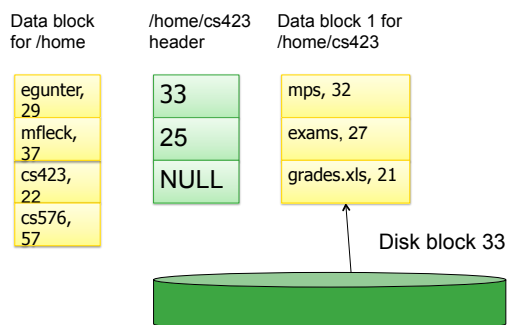 Data block
for /home
/home/cs423
header
Data block 1 for
/home/cs423
egunter,
29
mfleck,
37
cs423,
22
cs576,
57
33
25
NULL
mps, 32
exams, 27
grades.xls, 21
Disk block 33